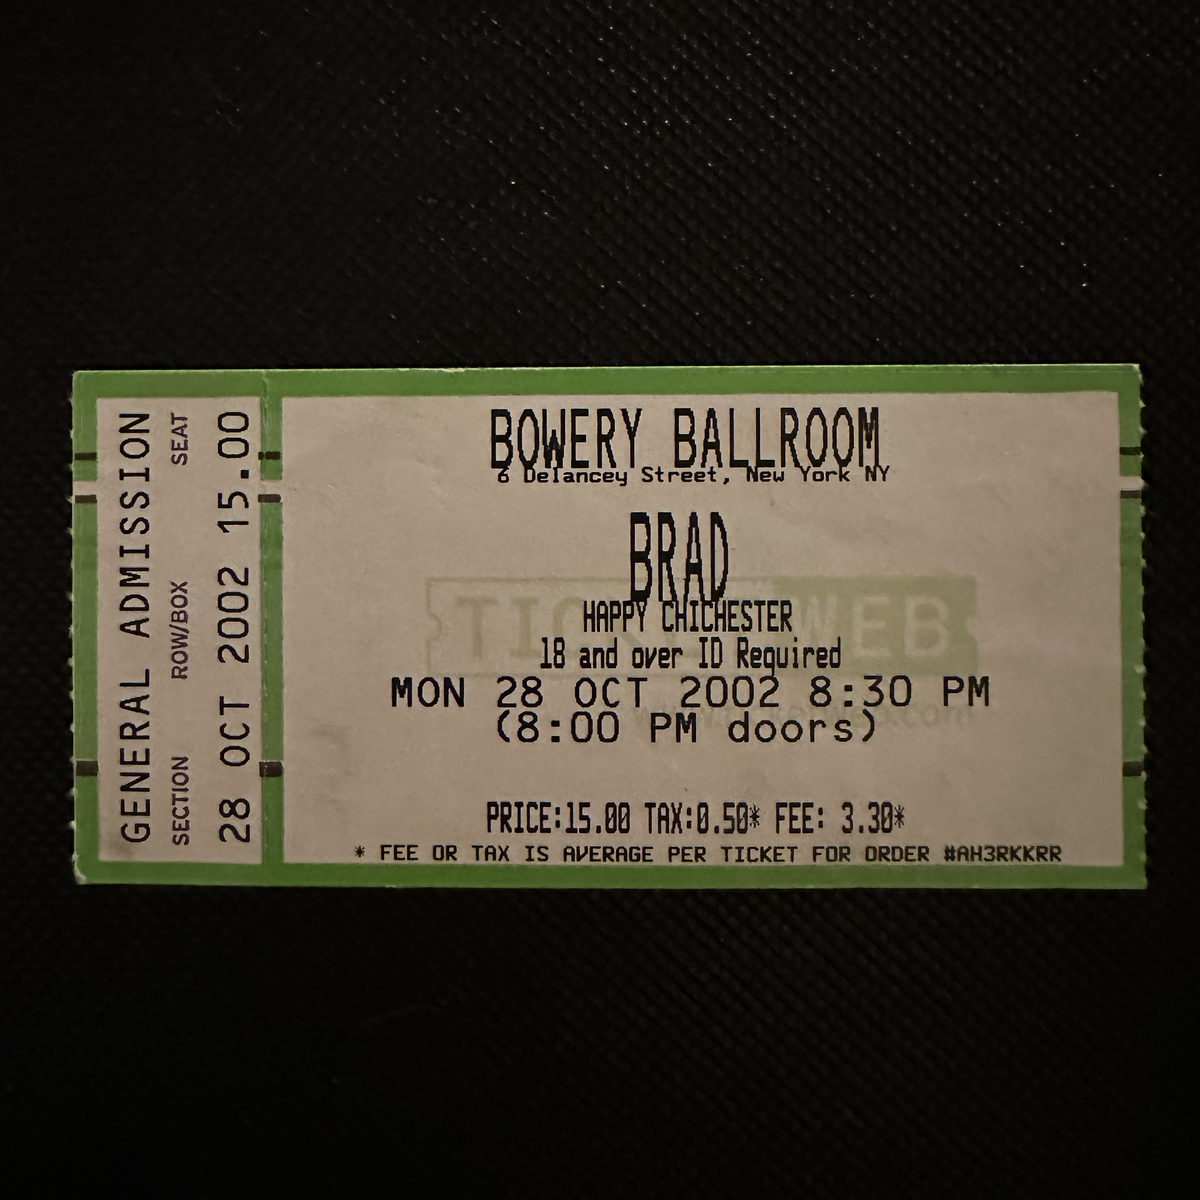 GENERAL ADMISSION
SECTION ROW/BOX SEAT
28 OCT 2002 15.00
BOWERY BALLROOM
6 Delancey Street, New York NY
BRAD
HAPPY CHICHESTER
18 and over ID Required
MON 28 OCT 2002 8:30 PM
(8:00 PM doors)
PRICE:15.00 TAX:0.50* FEE: 3.30*
* FEE OR TAX IS AVERAGE PER TICKET FOR ORDER #AH3RKKRR